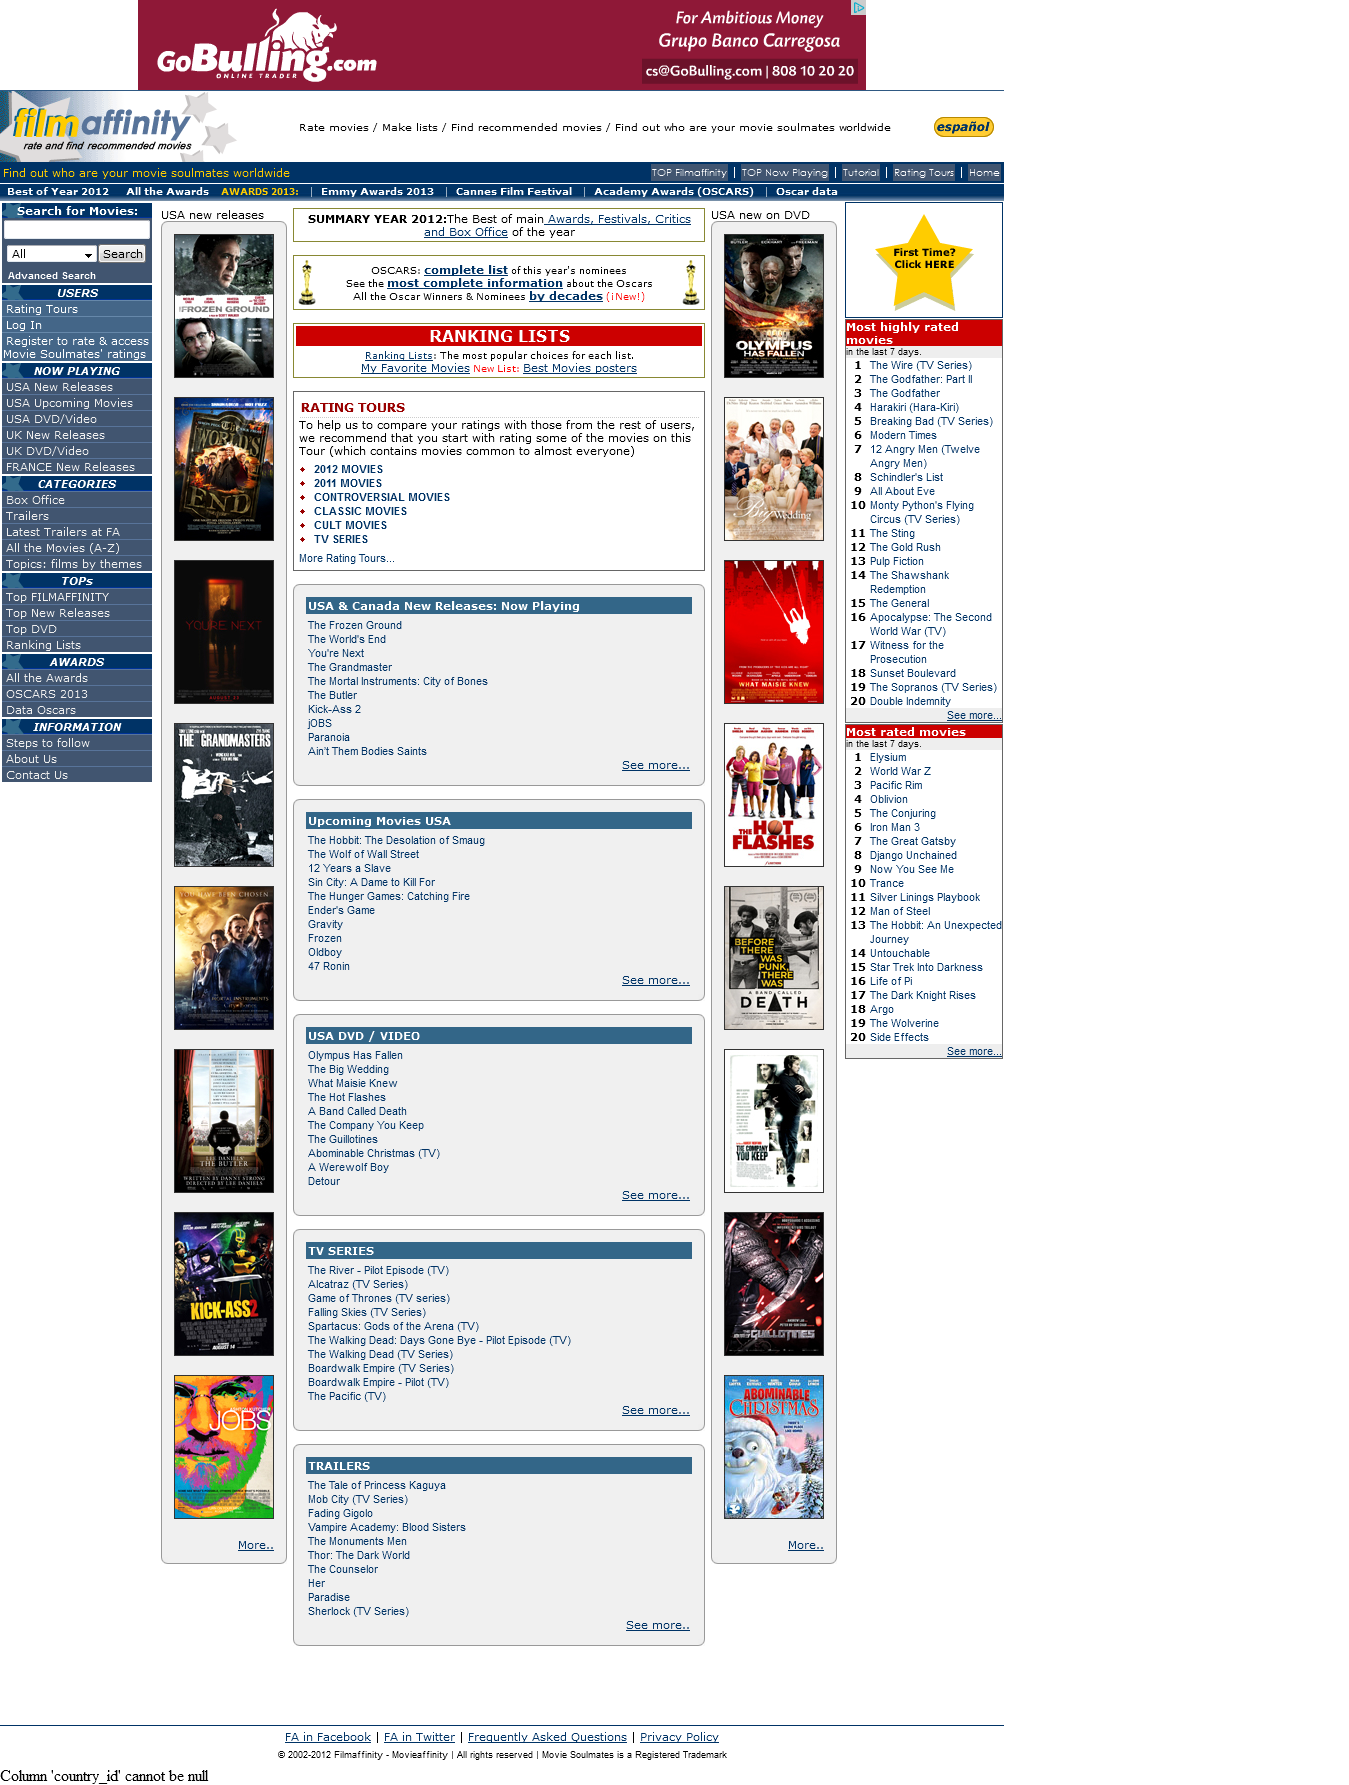 GoBulling.com
ONLINE TRADER
For Ambitious Money
Grupo Banco Carregosa
cs@GoBulling.com | 808 10 20 20
filmaffinity
rate and find recommended movies
Rate movies / Make lists / Find recommended movies / Find out who are your movie soulmates worldwide
español
Find out who are your movie soulmates worldwide
TOP Filmaffinity | TOP Now Playing | Tutorial | Rating Tours | Home
Best of Year 2012 All the Awards AWARDS 2013: | Emmy Awards 2013 | Cannes Film Festival | Academy Awards (OSCARS) | Oscar data
Search for Movies:
All
Search
Advanced Search
USERS
Rating Tours
Log In
Register to rate & access
Movie Soulmates' ratings
NOW PLAYING
USA New Releases
USA Upcoming Movies
USA DVD/Video
UK New Releases
UK DVD/Video
FRANCE New Releases
CATEGORIES
Box Office
Trailers
Latest Trailers at FA
All the Movies (A-Z)
Topics: films by themes
TOPs
Top FILMAFFINITY
Top New Releases
Top DVD
Ranking Lists
AWARDS
All the Awards
OSCARS 2013
Data Oscars
INFORMATION
Steps to follow
About Us
Contact Us
USA new releases
FROZEN GROUND
THE WORLD'S END
YOU'RE NEXT
AUGUST 23
THE GRANDMASTERS
YOU HAVE BEEN CHOSEN
MORTAL INSTRUMENTS
LEE DANIELS'
THE BUTLER
WRITTEN BY DANNY STRONG
DIRECTED BY LEE DANIELS
KICK-ASS 2
AUGUST 14
ASHTON KUTCHER
JOBS
More..
SUMMARY YEAR 2012:The Best of main Awards, Festivals, Critics
and Box Office of the year
OSCARS: complete list of this year's nominees
See the most complete information about the Oscars
All the Oscar Winners & Nominees by decades (¡New!)
RANKING LISTS
Ranking Lists: The most popular choices for each list.
My Favorite Movies New List: Best Movies posters
RATING TOURS
To help us to compare your ratings with those from the rest of users,
we recommend that you start with rating some of the movies on this
Tour (which contains movies common to almost everyone)
2012 MOVIES
2011 MOVIES
CONTROVERSIAL MOVIES
CLASSIC MOVIES
CULT MOVIES
TV SERIES
More Rating Tours...
USA & Canada New Releases: Now Playing
The Frozen Ground
The World's End
You're Next
The Grandmaster
The Mortal Instruments: City of Bones
The Butler
Kick-Ass 2
jOBS
Paranoia
Ain't Them Bodies Saints
See more...
Upcoming Movies USA
The Hobbit: The Desolation of Smaug
The Wolf of Wall Street
12 Years a Slave
Sin City: A Dame to Kill For
The Hunger Games: Catching Fire
Ender's Game
Gravity
Frozen
Oldboy
47 Ronin
See more...
USA DVD / VIDEO
Olympus Has Fallen
The Big Wedding
What Maisie Knew
The Hot Flashes
A Band Called Death
The Company You Keep
The Guillotines
Abominable Christmas (TV)
A Werewolf Boy
Detour
See more...
TV SERIES
The River - Pilot Episode (TV)
Alcatraz (TV Series)
Game of Thrones (TV series)
Falling Skies (TV Series)
Spartacus: Gods of the Arena (TV)
The Walking Dead: Days Gone Bye - Pilot Episode (TV)
The Walking Dead (TV Series)
Boardwalk Empire (TV Series)
Boardwalk Empire - Pilot (TV)
The Pacific (TV)
See more...
TRAILERS
The Tale of Princess Kaguya
Mob City (TV Series)
Fading Gigolo
Vampire Academy: Blood Sisters
The Monuments Men
Thor: The Dark World
The Counselor
Her
Paradise
Sherlock (TV Series)
See more..
USA new on DVD
BUTLER ECKHART FREEMAN
OLYMPUS
HAS FALLEN
Big
WEDDING
WHAT MAISIE KNEW
THE HOT
FLASHES
BEFORE
THERE
WAS
PUNK,
THERE
WAS
A BAND CALLED
DEATH
THE COMPANY
YOU KEEP
GUILLOTINES
ABOMINABLE
CHRISTMAS
More..
First Time?
Click HERE
Most highly rated
movies
in the last 7 days.
1 The Wire (TV Series)
2 The Godfather: Part II
3 The Godfather
4 Harakiri (Hara-Kiri)
5 Breaking Bad (TV Series)
6 Modern Times
7 12 Angry Men (Twelve
Angry Men)
8 Schindler's List
9 All About Eve
10 Monty Python's Flying
Circus (TV Series)
11 The Sting
12 The Gold Rush
13 Pulp Fiction
14 The Shawshank
Redemption
15 The General
16 Apocalypse: The Second
World War (TV)
17 Witness for the
Prosecution
18 Sunset Boulevard
19 The Sopranos (TV Series)
20 Double Indemnity
See more...
Most rated movies
in the last 7 days.
1 Elysium
2 World War Z
3 Pacific Rim
4 Oblivion
5 The Conjuring
6 Iron Man 3
7 The Great Gatsby
8 Django Unchained
9 Now You See Me
10 Trance
11 Silver Linings Playbook
12 Man of Steel
13 The Hobbit: An Unexpected
Journey
14 Untouchable
15 Star Trek Into Darkness
16 Life of Pi
17 The Dark Knight Rises
18 Argo
19 The Wolverine
20 Side Effects
See more...
FA in Facebook | FA in Twitter | Frequently Asked Questions | Privacy Policy
© 2002-2012 Filmaffinity - Movieaffinity | All rights reserved | Movie Soulmates is a Registered Trademark
Column 'country_id' cannot be null